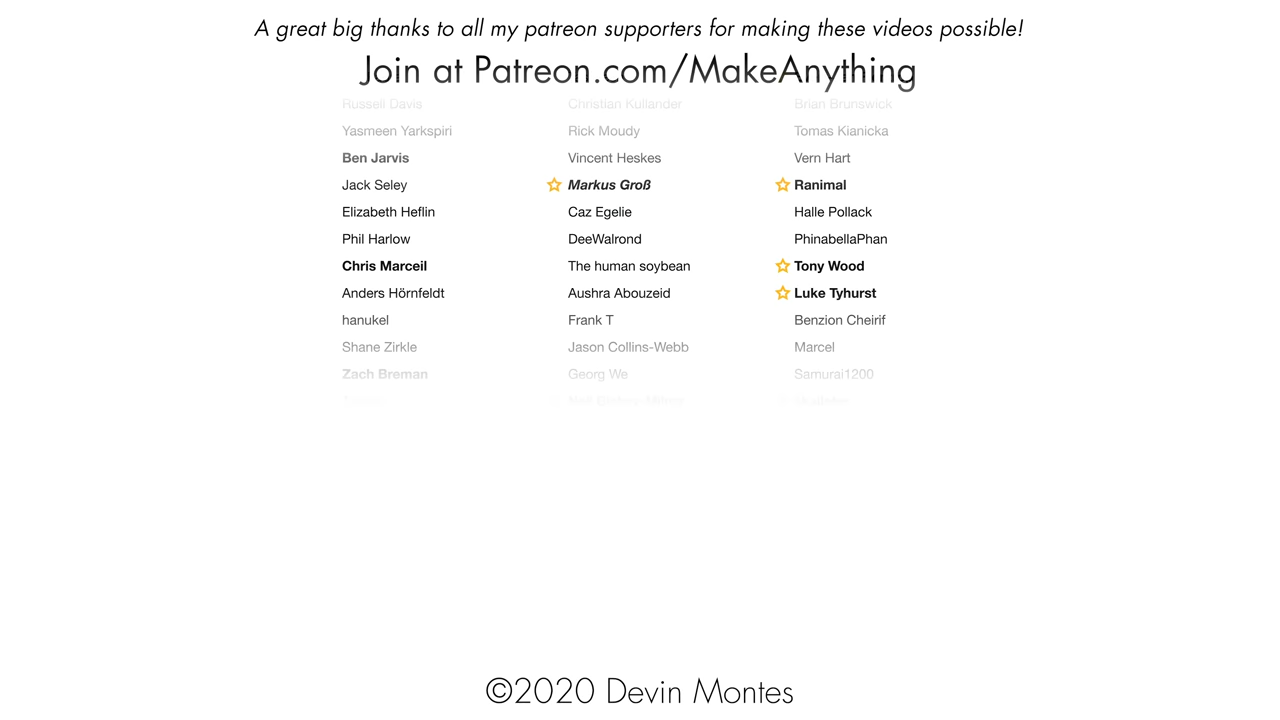 A great big thanks to all my patreon supporters for making these videos possible!
Join at Patreon.com/MakeAnything
Russell Davis Christian Kullander Brian Brunswick
Yasmeen Yarkspiri Rick Moudy Tomas Kianicka
Ben Jarvis Vincent Heskes Vern Hart
Jack Seley Markus Groß Ranimal
Elizabeth Heflin Caz Egelie Halle Pollack
Phil Harlow DeeWalrond PhinabellaPhan
Chris Marceil The human soybean Tony Wood
Anders Hörnfeldt Aushra Abouzeid Luke Tyhurst
hanukel Frank T Benzion Cheirif
Shane Zirkle Jason Collins-Webb Marcel
Zach Breman Georg We Samurai1200
©2020 Devin Montes